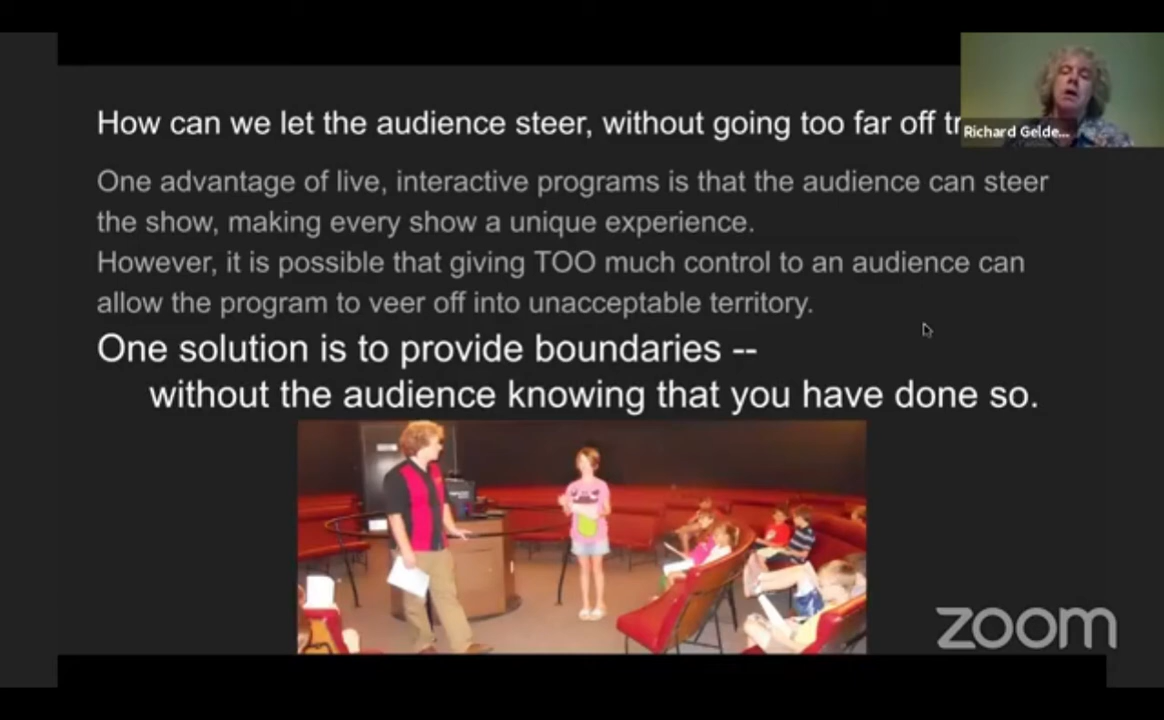 How can we let the audience steer, without going too far off tr
Richard Gelde...
One advantage of live, interactive programs is that the audience can steer
the show, making every show a unique experience.
However, it is possible that giving TOO much control to an audience can
allow the program to veer off into unacceptable territory.
One solution is to provide boundaries --
without the audience knowing that you have done so.
zoom